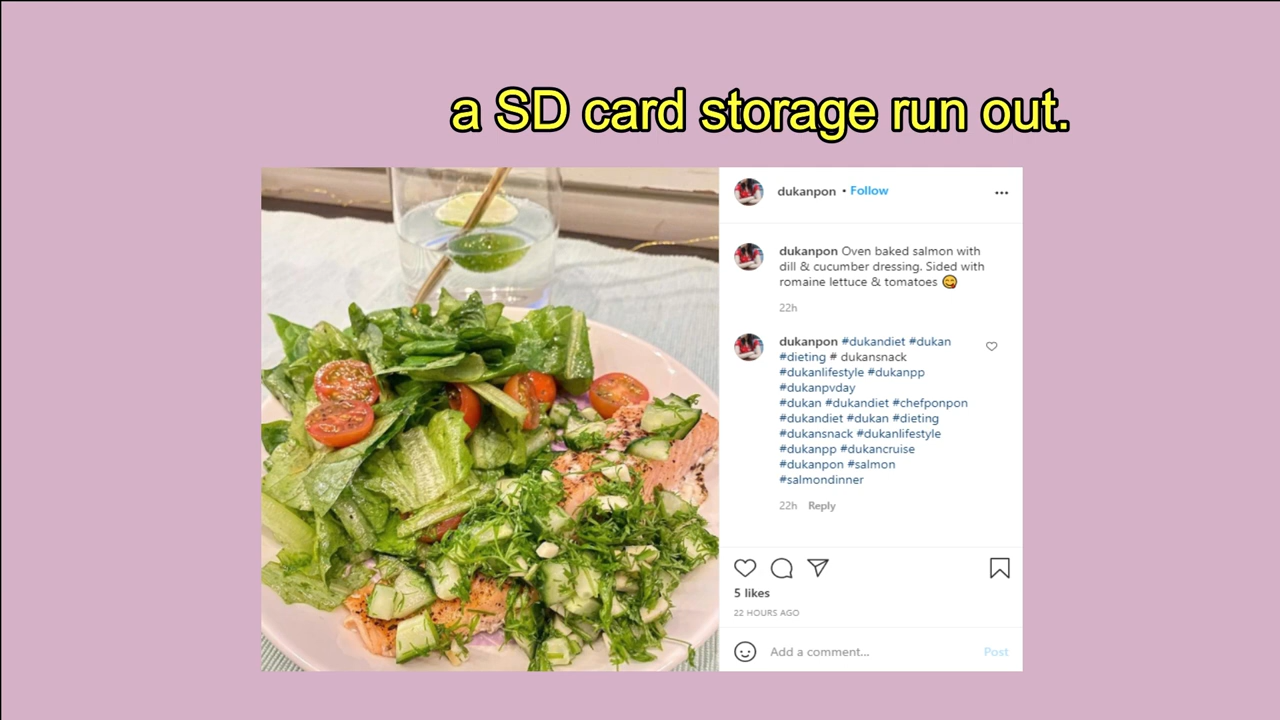 a SD card storage run out.
dukanpon • Follow
dukanpon Oven baked salmon with
dill & cucumber dressing. Sided with
romaine lettuce & tomatoes 😋
22h
dukanpon #dukandiet #dukan
#dieting # dukansnack
#dukanlifestyle #dukanpp
#dukanpvday
#dukan #dukandiet #chefponpon
#dukandiet #dukan #dieting
#dukansnack #dukanlifestyle
#dukanpp #dukancruise
#dukanpon #salmon
#salmondinner
22h Reply
5 likes
22 HOURS AGO
Add a comment... Post